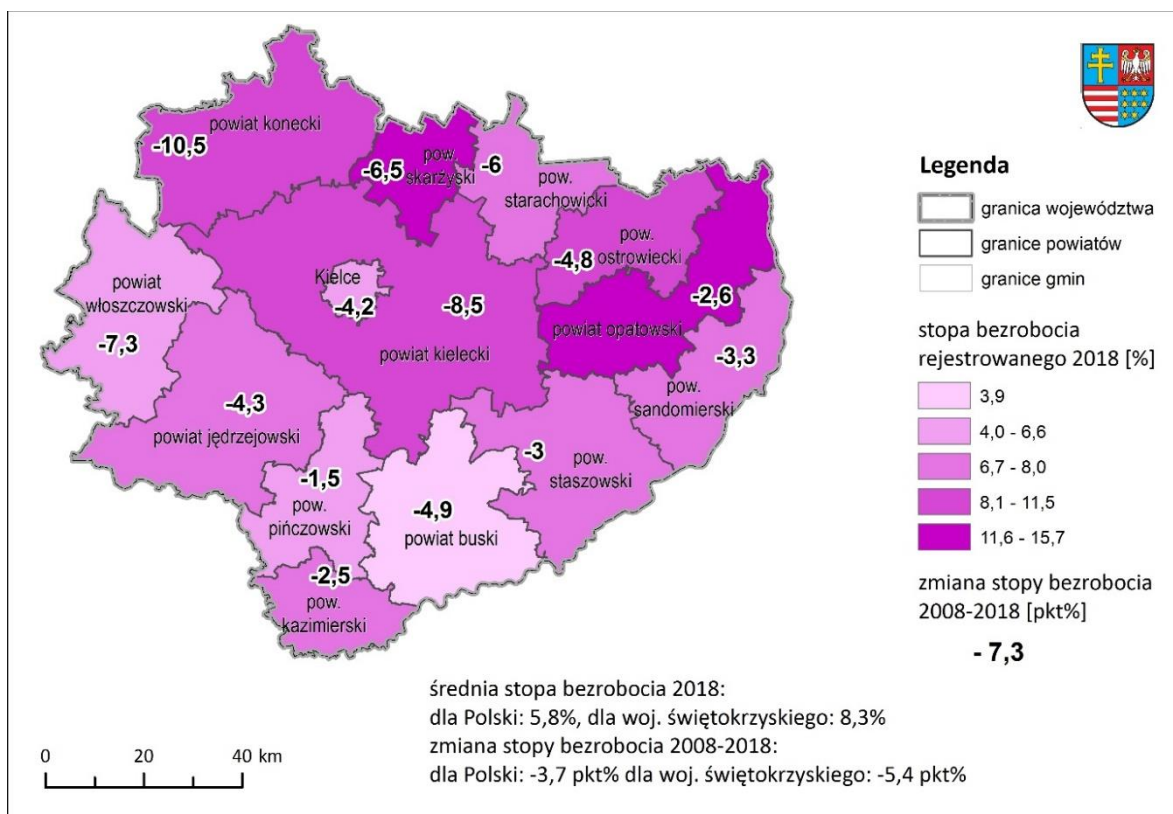 powiat konecki
-10,5
-6,5
pow.
skarżyski
-6
pow.
starachowicki
pow.
ostrowiecki
-4,8
powiat
włoszczowski
-7,3
Kielce
-4,2
-8,5
powiat kielecki
-2,6
powiat opatowski
-3,3
pow.
sandomierski
-4,3
powiat jędrzejowski
-1,5
pow.
pińczowski
-4,9
powiat buski
-3
pow.
staszowski
-2,5
pow.
kazimierski
Legenda
granica województwa
granice powiatów
granice gmin
stopa bezrobocia
rejestrowanego 2018 [%]
3,9
4,0 - 6,6
6,7 - 8,0
8,1 - 11,5
11,6 - 15,7
zmiana stopy bezrobocia
2008-2018 [pkt%]
- 7,3
średnia stopa bezrobocia 2018:
dla Polski: 5,8%, dla woj. świętokrzyskiego: 8,3%
zmiana stopy bezrobocia 2008-2018:
dla Polski: -3,7 pkt% dla woj. świętokrzyskiego: -5,4 pkt%
0 20 40 km